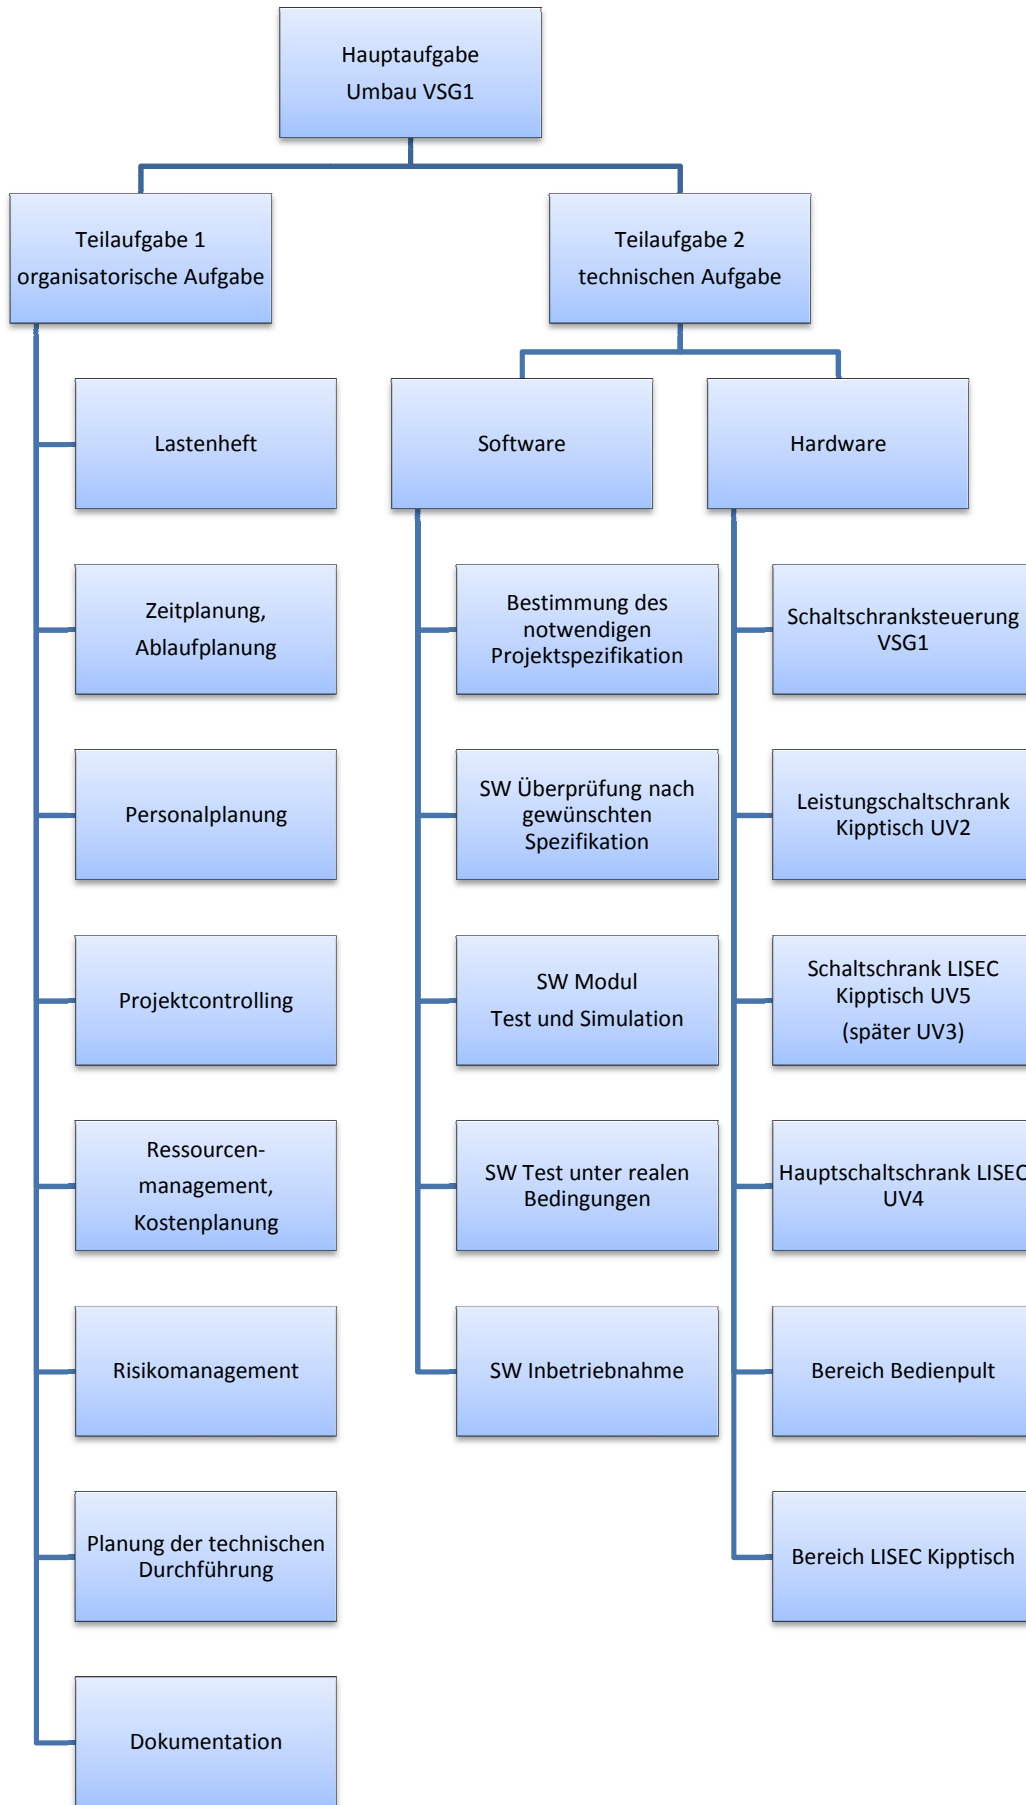 Hauptaufgabe
Umbau VSG1
Teilaufgabe 1
organisatorische Aufgabe
Teilaufgabe 2
technischen Aufgabe
Lastenheft
Zeitplanung,
Ablaufplanung
Personalplanung
Projektcontrolling
Ressourcen-
management,
Kostenplanung
Risikomanagement
Planung der technischen
Durchführung
Dokumentation
Software
Bestimmung des
notwendigen
Projektspezifikation
SW Überprüfung nach
gewünschten
Spezifikation
SW Modul
Test und Simulation
SW Test unter realen
Bedingungen
SW Inbetriebnahme
Hardware
Schaltschranksteuerung
VSG1
Leistungschaltschrank
Kipptisch UV2
Schaltschrank LISEC
Kipptisch UV5
(später UV3)
Hauptschaltschrank LISEC
UV4
Bereich Bedienpult
Bereich LISEC Kipptisch